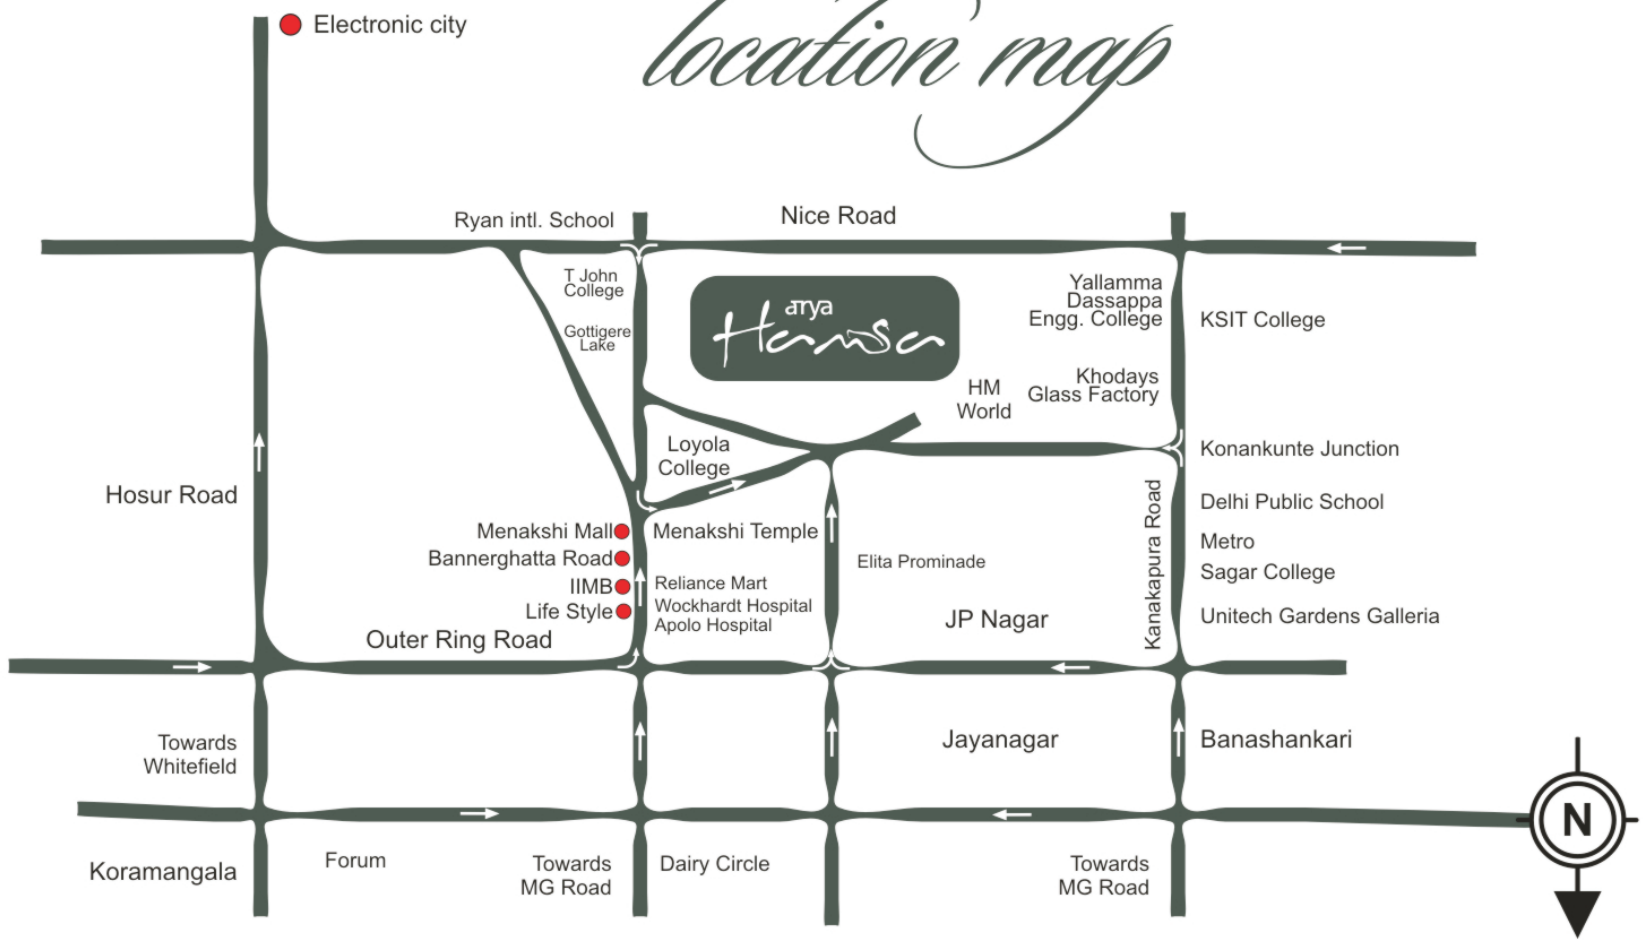 location map
Electronic city
Ryan intl. School
Nice Road
T John
College
Gottigere
Lake
arya
Hamsa
Yallamma
Dassappa
Engg. College
KSIT College
HM
World
Khodays
Glass Factory
Loyola
College
Konankunte Junction
Hosur Road
Kanakapura Road
Delhi Public School
Menakshi Mall
Menakshi Temple
Metro
Bannerghatta Road
Elita Prominade
Sagar College
IIMB
Reliance Mart
Life Style
Wockhardt Hospital
Apolo Hospital
JP Nagar
Unitech Gardens Galleria
Outer Ring Road
Towards
Whitefield
Jayanagar
Banashankari
N
Koramangala
Forum
Towards
MG Road
Dairy Circle
Towards
MG Road